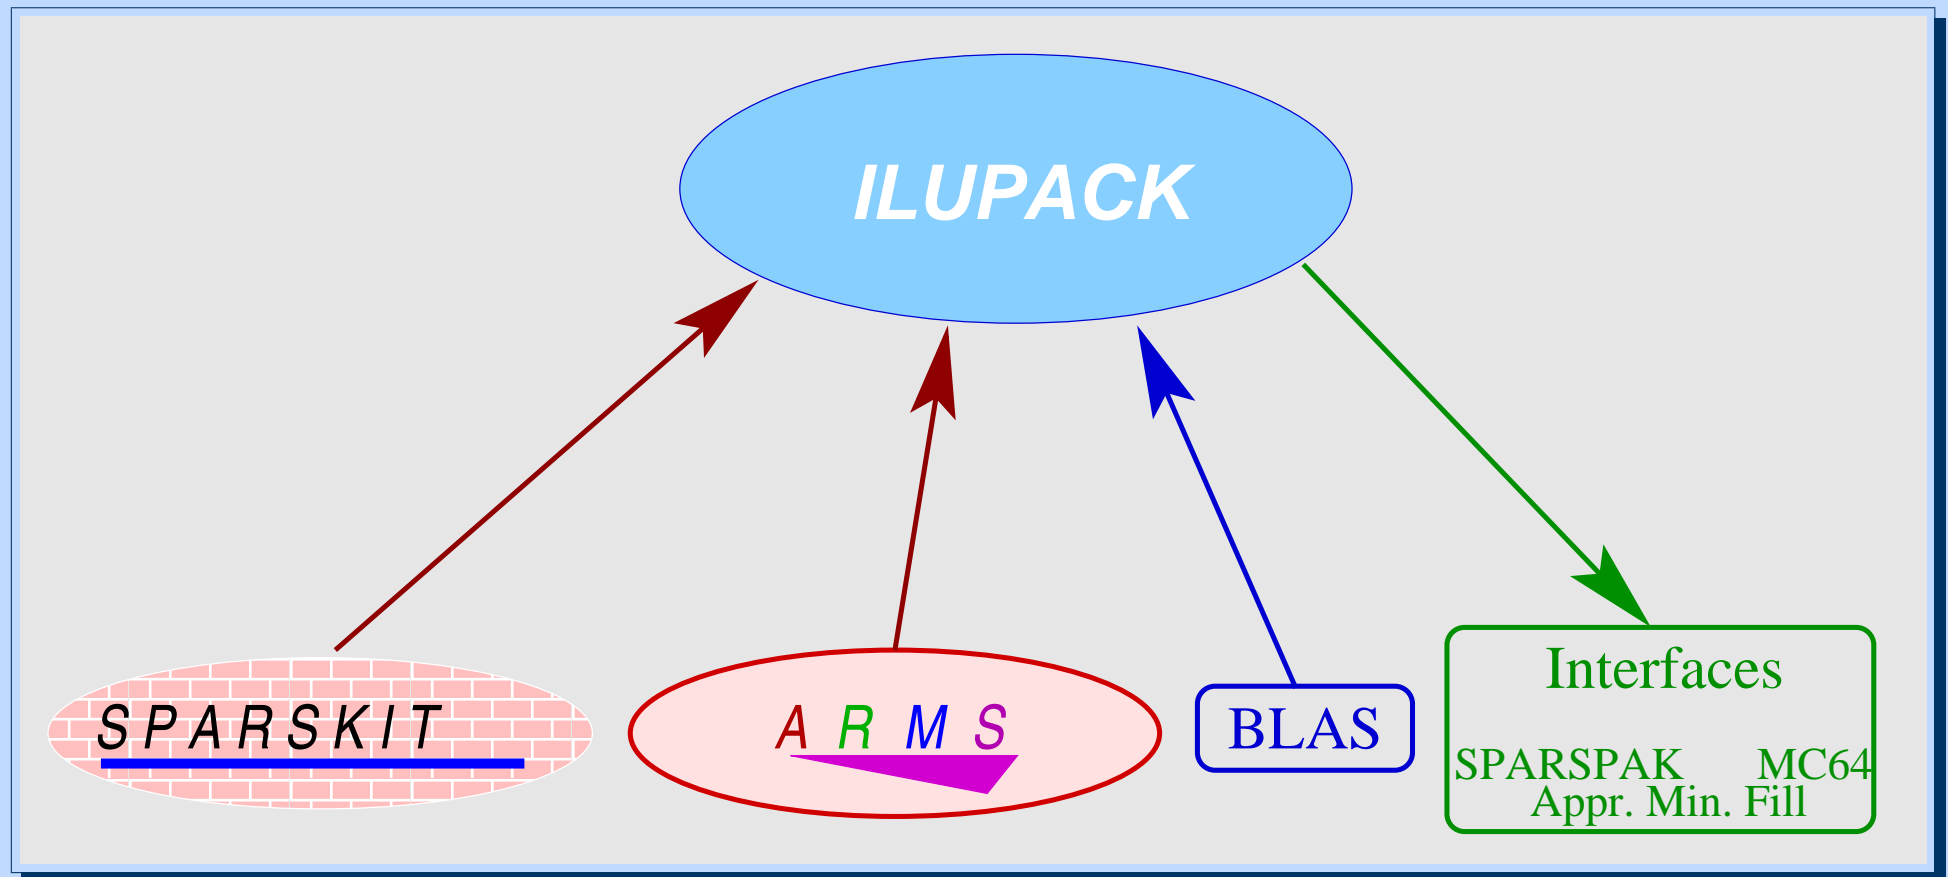 ILUPACK
SPARSKIT
ARMS
BLAS
Interfaces
SPARSPAK MC64
Appr. Min. Fill